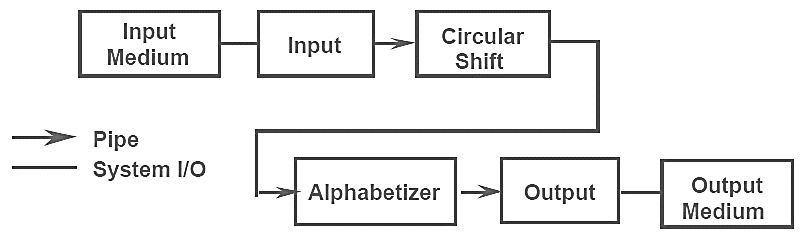 Input
Medium
Input
Circular
Shift
Pipe
System I/O
Alphabetizer
Output
Output
Medium